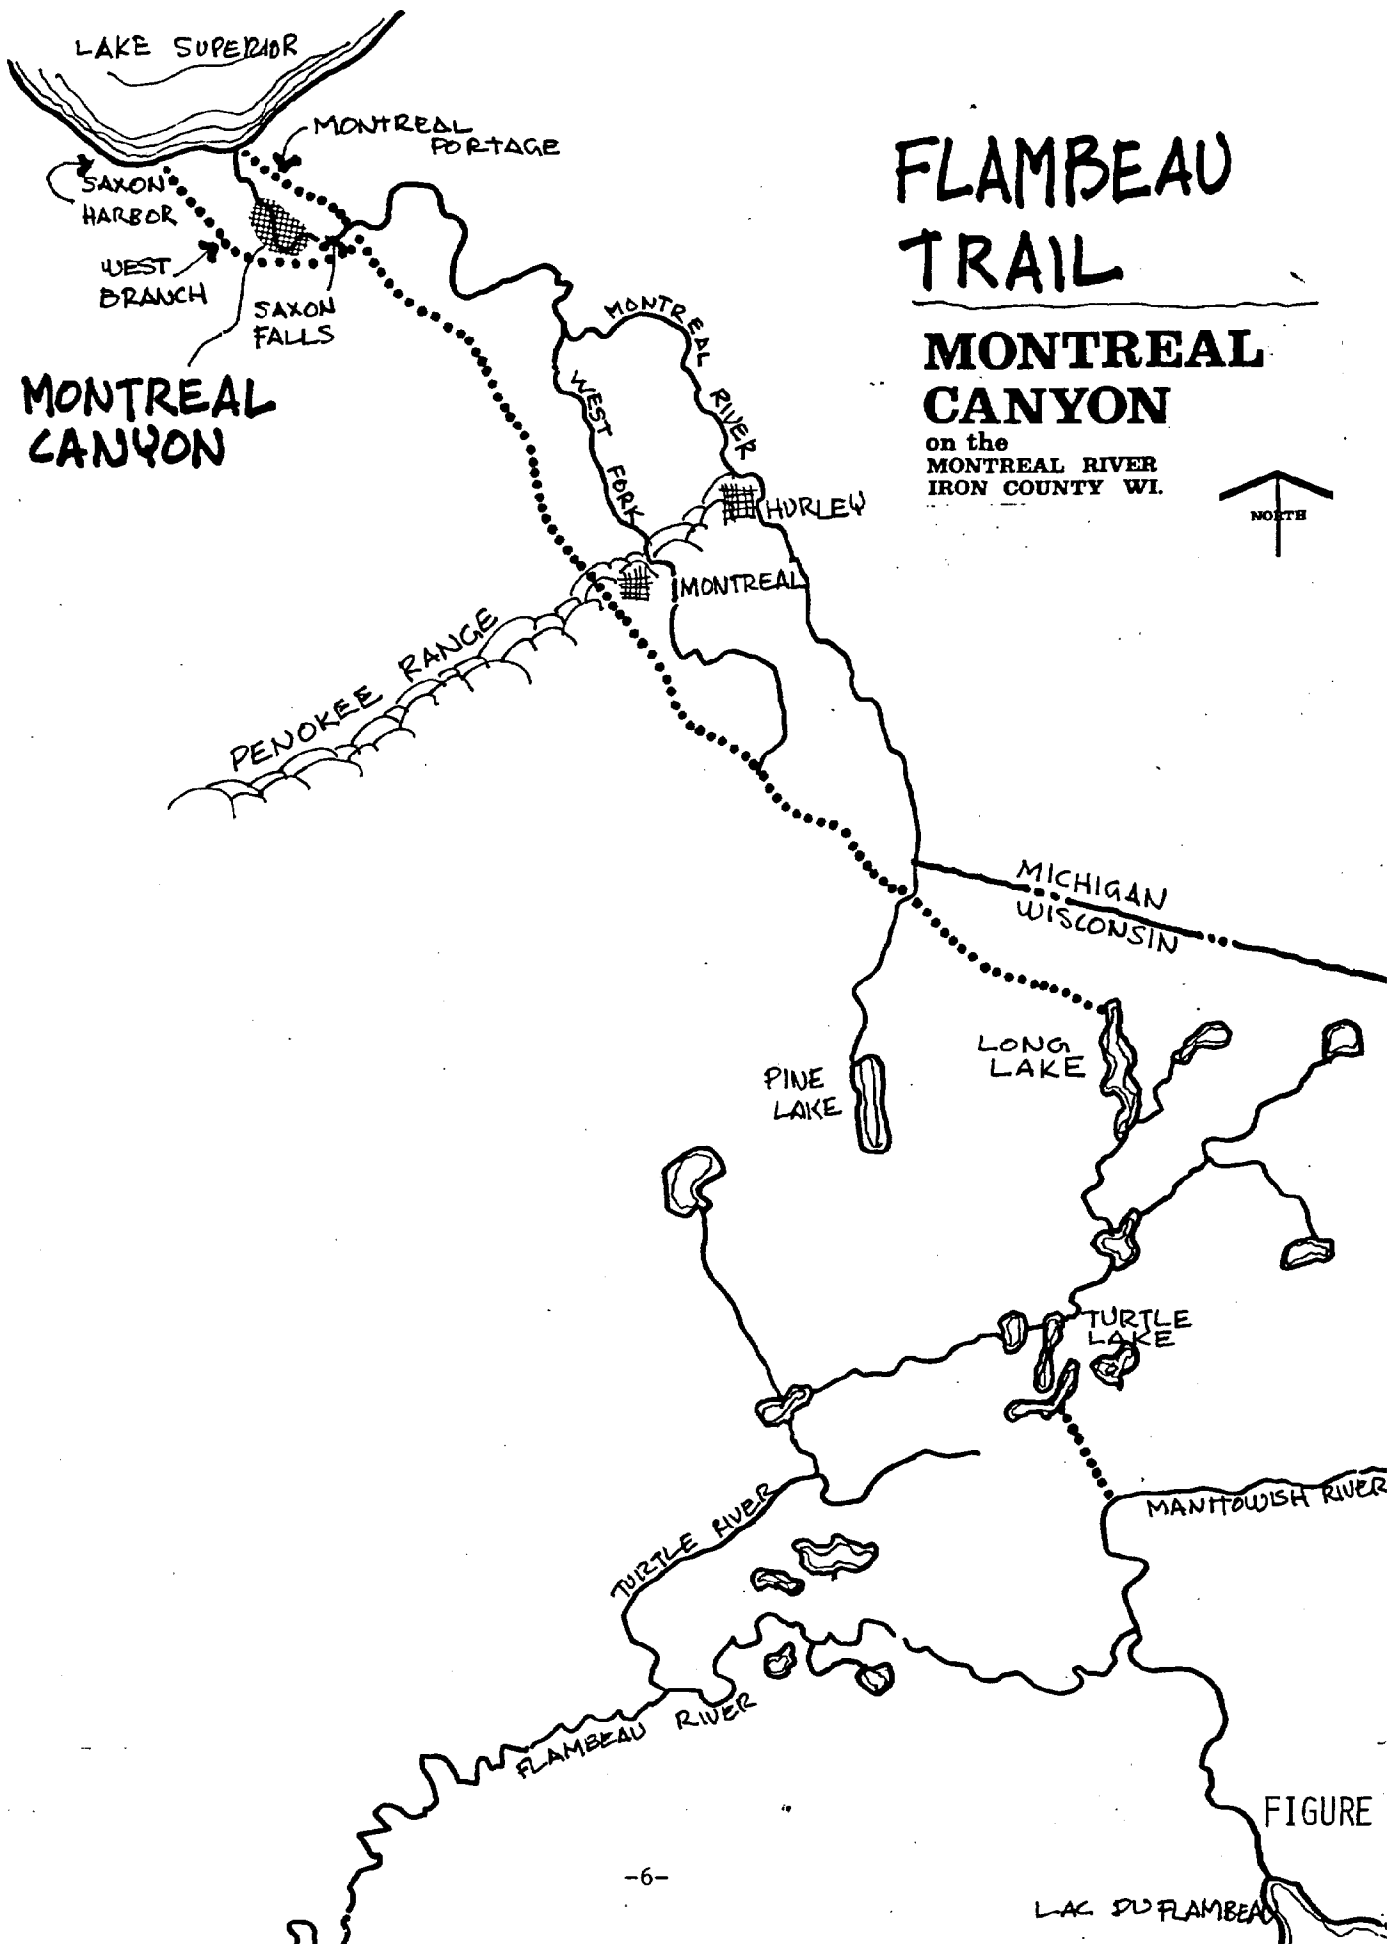 LAKE SUPERIOR
MONTREAL
PORTAGE
SAXON
HARBOR
WEST
BRANCH
SAXON
FALLS
MONTREAL
CANYON
FLAMBEAU
TRAIL
MONTREAL
CANYON
on the
MONTREAL RIVER
IRON COUNTY WI.
NORTH
MONTREAL RIVER
WEST FORK
HURLEY
MONTREAL
PENOKEE RANGE
MICHIGAN
WISCONSIN
LONG
LAKE
PINE
LAKE
TURTLE
LAKE
MANITOWISH RIVER
TURTLE RIVER
FLAMBEAU RIVER
FIGURE
-6-
LAC DU FLAMBEAU